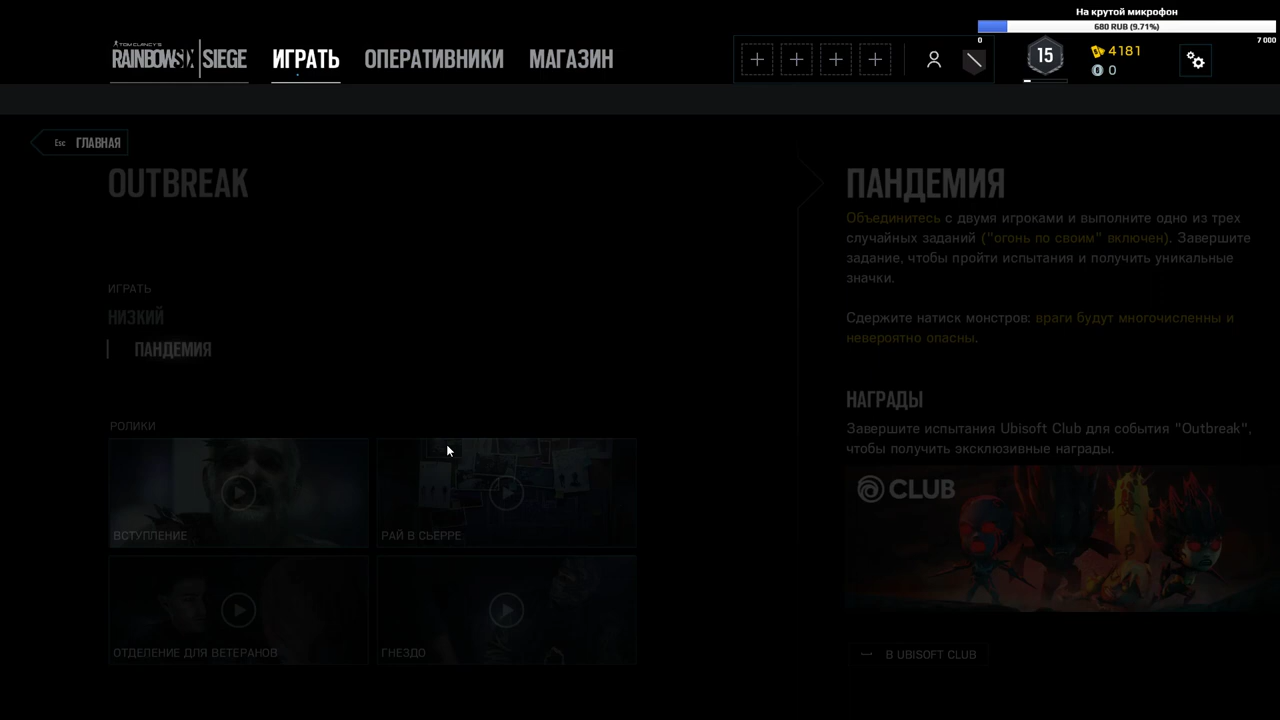 На крутой микрофон
680 RUB (9.71%)
0
7 000
TOM CLANCY'S
RAINBOWSIX SIEGE
ИГРАТЬ
ОПЕРАТИВНИКИ
МАГАЗИН
15
4181
0
Esc ГЛАВНАЯ
OUTBREAK
ИГРАТЬ
НИЗКИЙ
ПАНДЕМИЯ
РОЛИКИ
ВСТУПЛЕНИЕ
РАЙ В СЬЕРРЕ
ОТДЕЛЕНИЕ ДЛЯ ВЕТЕРАНОВ
ГНЕЗДО
ПАНДЕМИЯ
Объединитесь с двумя игроками и выполните одно из трех
случайных заданий ("огонь по своим" включен). Завершите
задание, чтобы пройти испытания и получить уникальные
значки.
Сдержите натиск монстров: враги будут многочисленны и
невероятно опасны.
НАГРАДЫ
Завершите испытания Ubisoft Club для события "Outbreak",
чтобы получить эксклюзивные награды.
CLUB
В UBISOFT CLUB